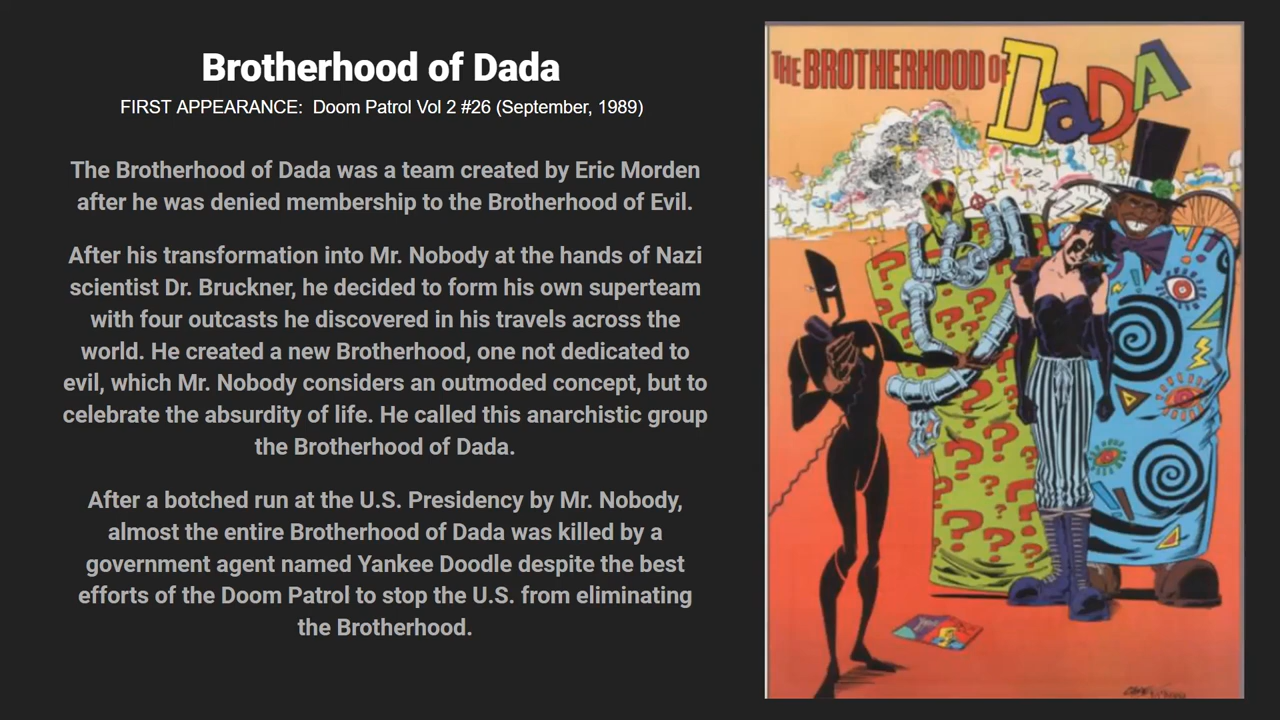 Brotherhood of Dada
FIRST APPEARANCE: Doom Patrol Vol 2 #26 (September, 1989)
The Brotherhood of Dada was a team created by Eric Morden
after he was denied membership to the Brotherhood of Evil.
After his transformation into Mr. Nobody at the hands of Nazi
scientist Dr. Bruckner, he decided to form his own superteam
with four outcasts he discovered in his travels across the
world. He created a new Brotherhood, one not dedicated to
evil, which Mr. Nobody considers an outmoded concept, but to
celebrate the absurdity of life. He called this anarchistic group
the Brotherhood of Dada.
After a botched run at the U.S. Presidency by Mr. Nobody,
almost the entire Brotherhood of Dada was killed by a
government agent named Yankee Doodle despite the best
efforts of the Doom Patrol to stop the U.S. from eliminating
the Brotherhood.
THE BROTHERHOOD OF DaDA